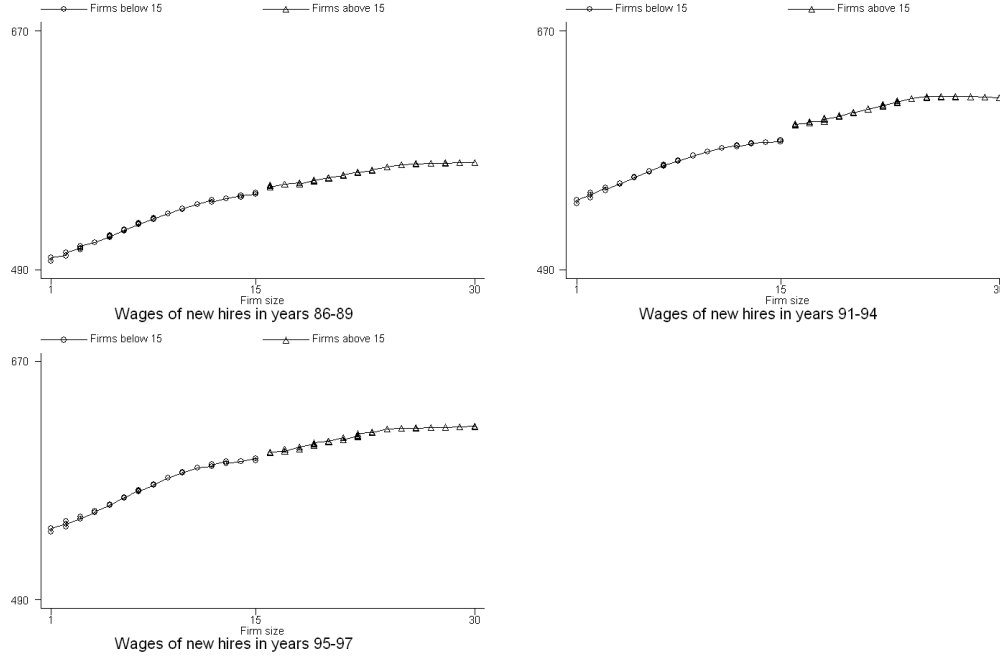 Firms below 15 Firms above 15
670
490
1 15 30
Firm size
Wages of new hires in years 86-89
Firms below 15 Firms above 15
670
490
1 15
Firm size
Wages of new hires in years 91-94
Firms below 15 Firms above 15
670
490
1 15 30
Firm size
Wages of new hires in years 95-97